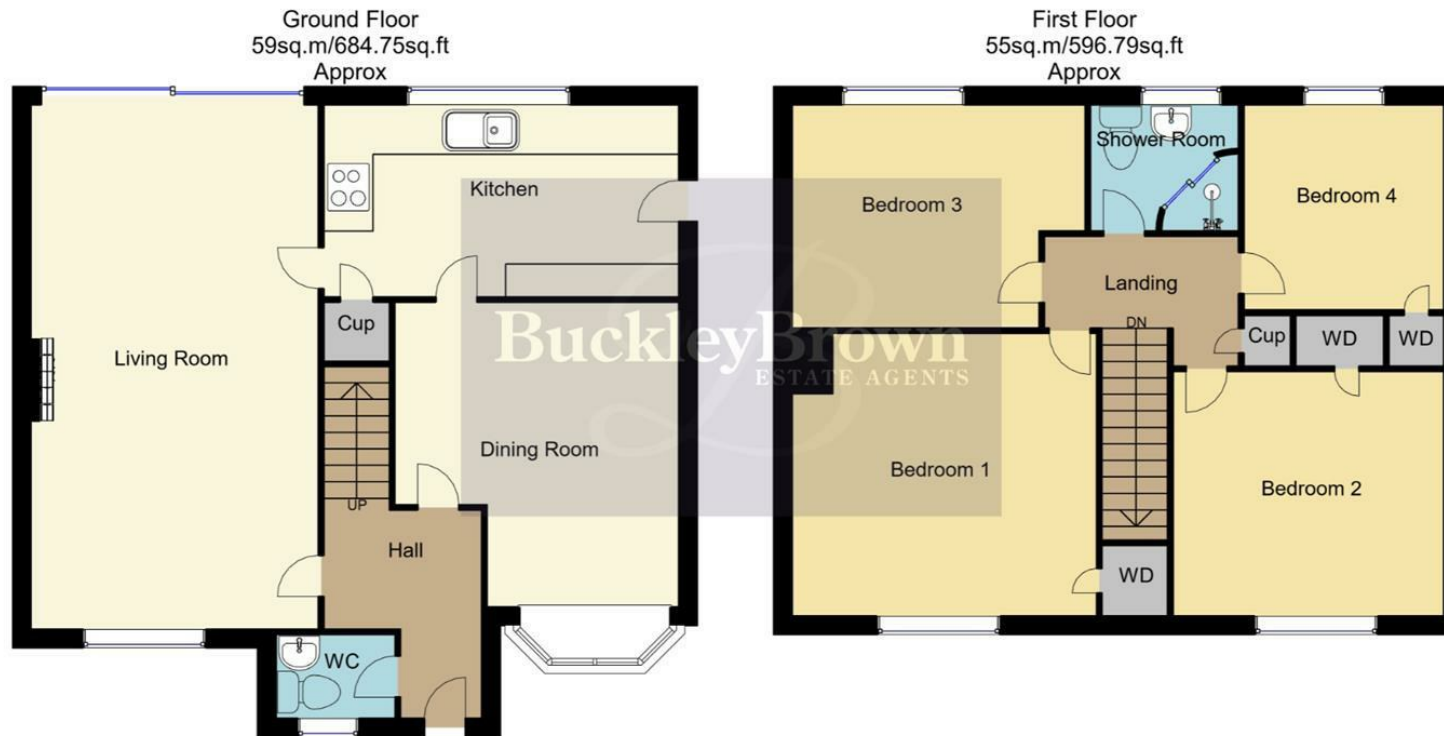 Ground Floor
59sq.m/684.75sq.ft
Approx
First Floor
55sq.m/596.79sq.ft
Approx
Kitchen
Cup
Living Room
Dining Room
UP
Hall
WC
Shower Room
Bedroom 3
Bedroom 4
Landing
DN
Cup
WD
WD
Bedroom 1
Bedroom 2
WD
BuckleyBrown
ESTATE AGENTS